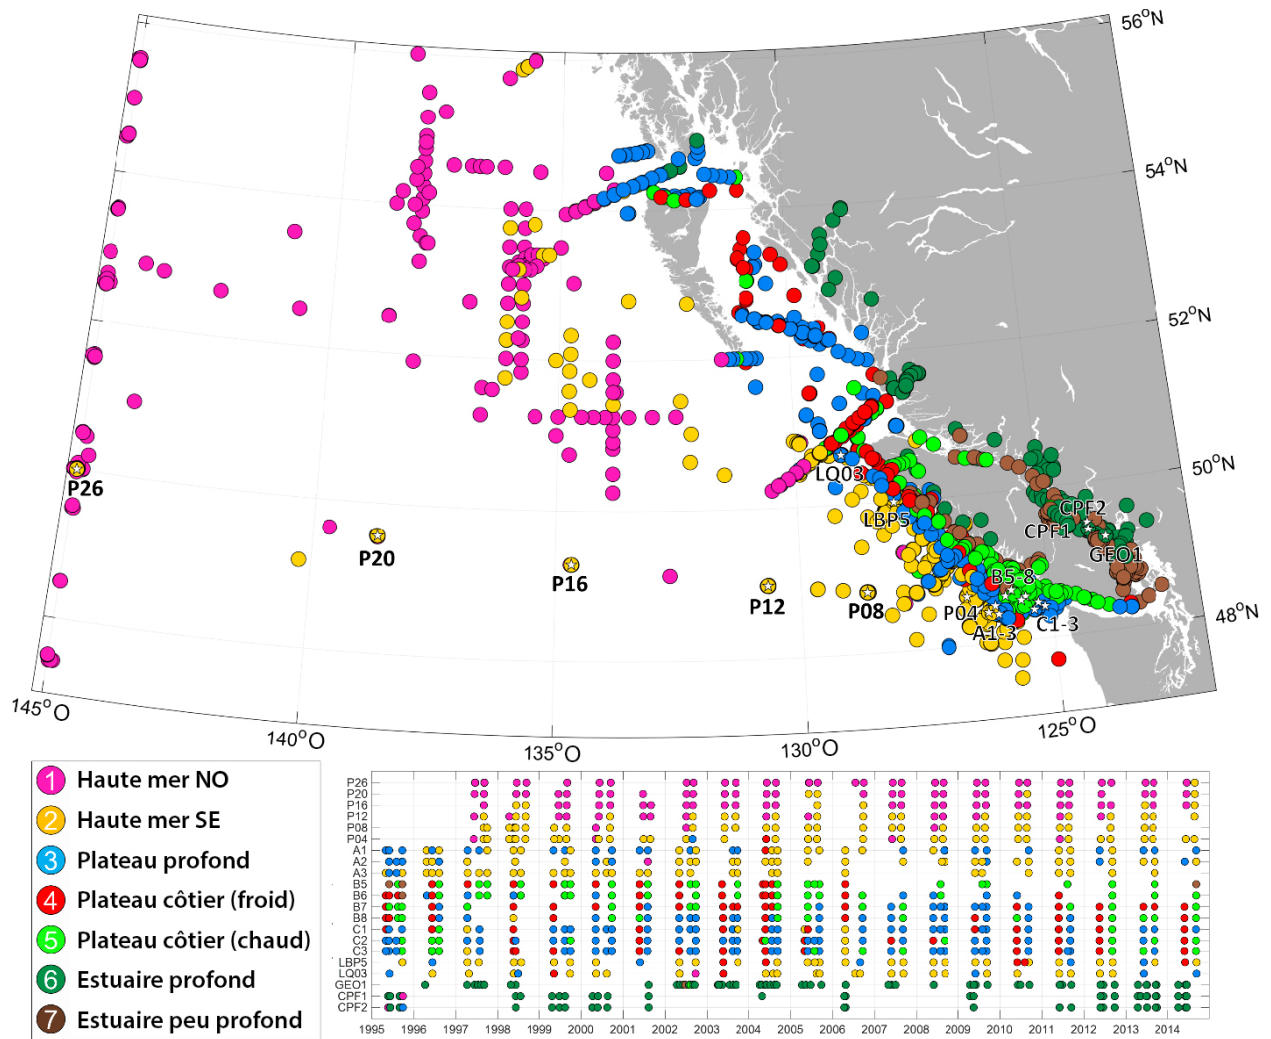 56°N
54°N
52°N
50°N
48°N
P26
P20
P16
P12
P08
LQ03
LBP5
CPF2
CPF1
GEO1
B5-8
P04
C1-3
A1-3
145°O
140°O
135°O
130°O
125°O
1 Haute mer NO
2 Haute mer SE
3 Plateau profond
4 Plateau côtier (froid)
5 Plateau côtier (chaud)
6 Estuaire profond
7 Estuaire peu profond
P26
P20
P16
P12
P08
P04
A1
A2
A3
B5
B6
B7
B8
C1
C2
C3
LBP5
LQ03
GEO1
CPF1
CPF2
1995 1996 1997 1998 1999 2000 2001 2002 2003 2004 2005 2006 2007 2008 2009 2010 2011 2012 2013 2014